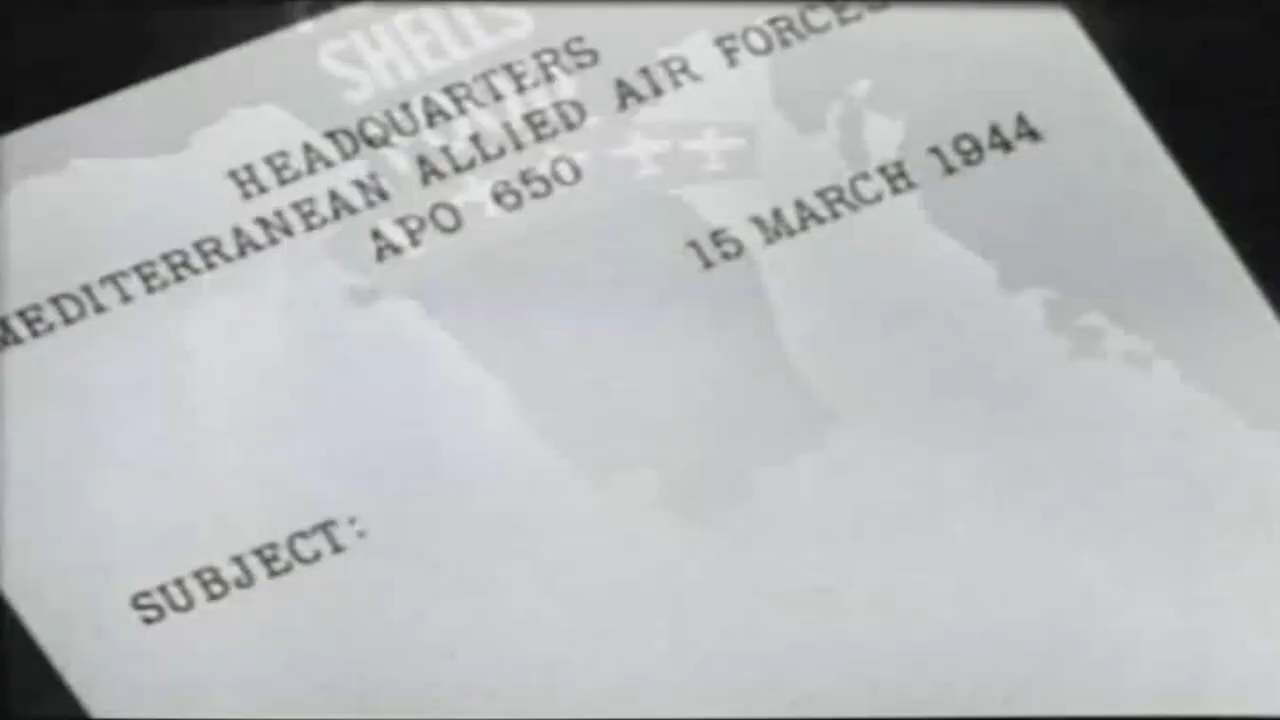 SHELLS
HEADQUARTERS
MEDITERRANEAN ALLIED AIR FORCES
APO 650
15 MARCH 1944
SUBJECT: